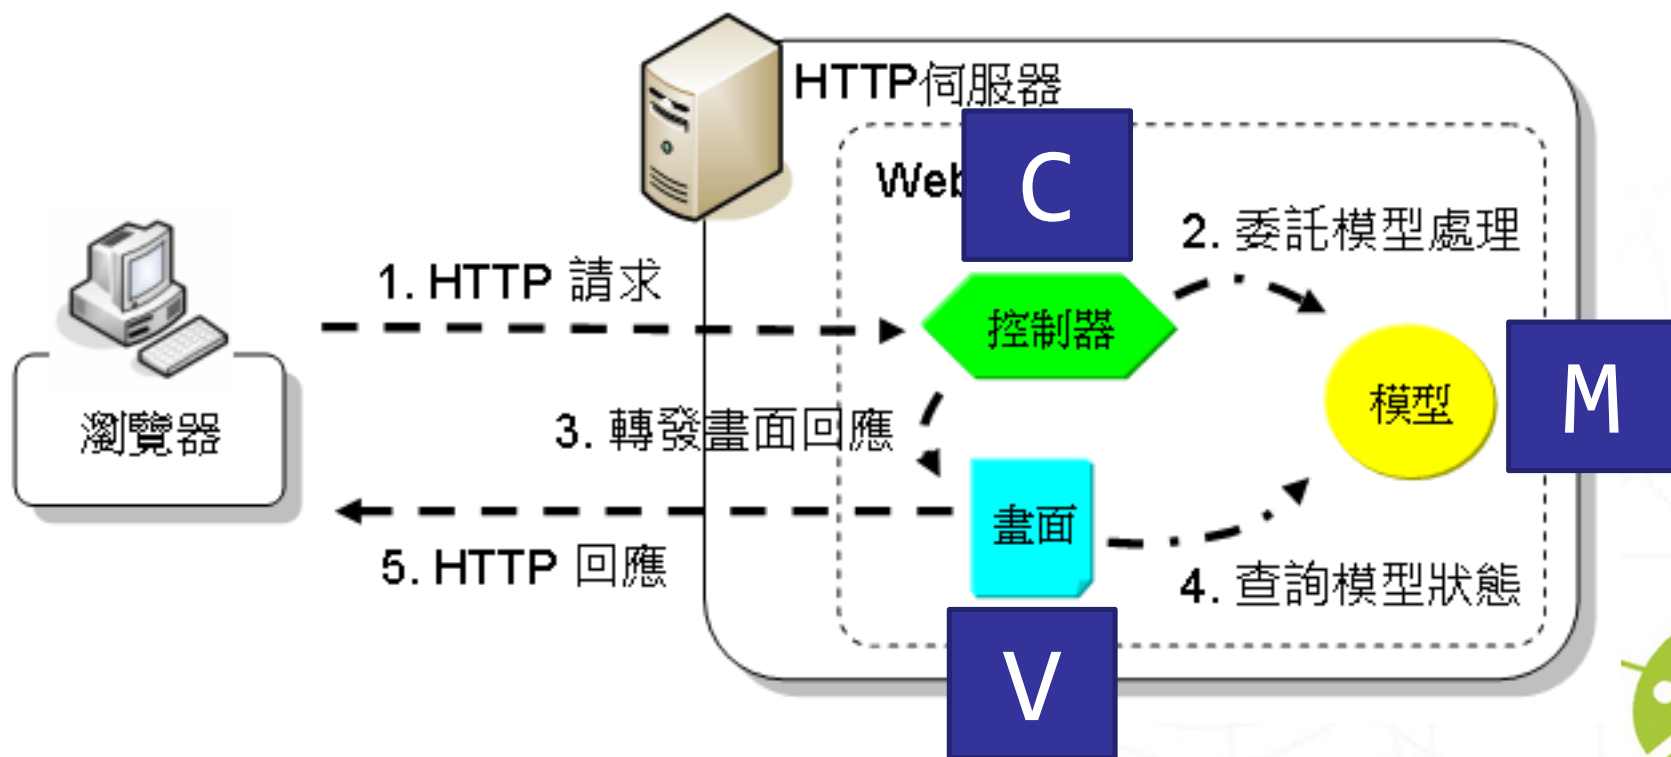 HTTP伺服器
C
Web
2. 委託模型處理
1. HTTP 請求
控制器
模型
M
瀏覽器
3. 轉發畫面回應
畫面
5. HTTP 回應
4. 查詢模型狀態
V